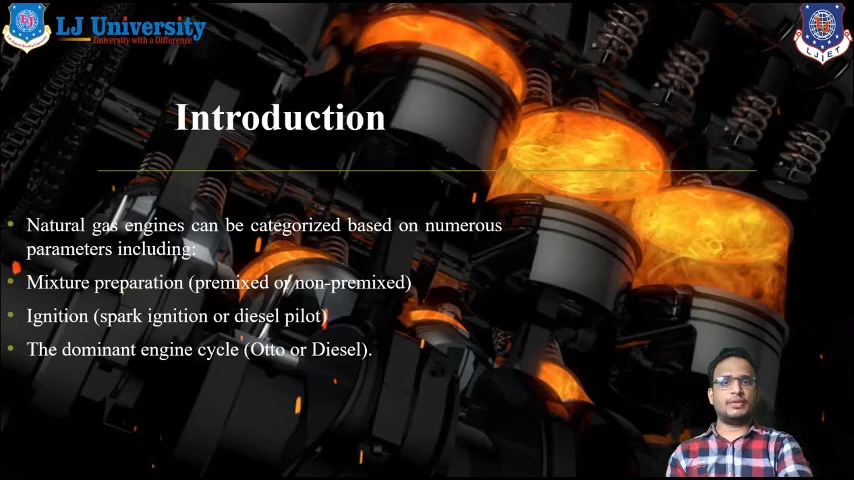 LJ University
University with a Difference
LJIET
Introduction
Natural gas engines can be categorized based on numerous
parameters including:
Mixture preparation (premixed or non-premixed)
Ignition (spark ignition or diesel pilot)
The dominant engine cycle (Otto or Diesel).